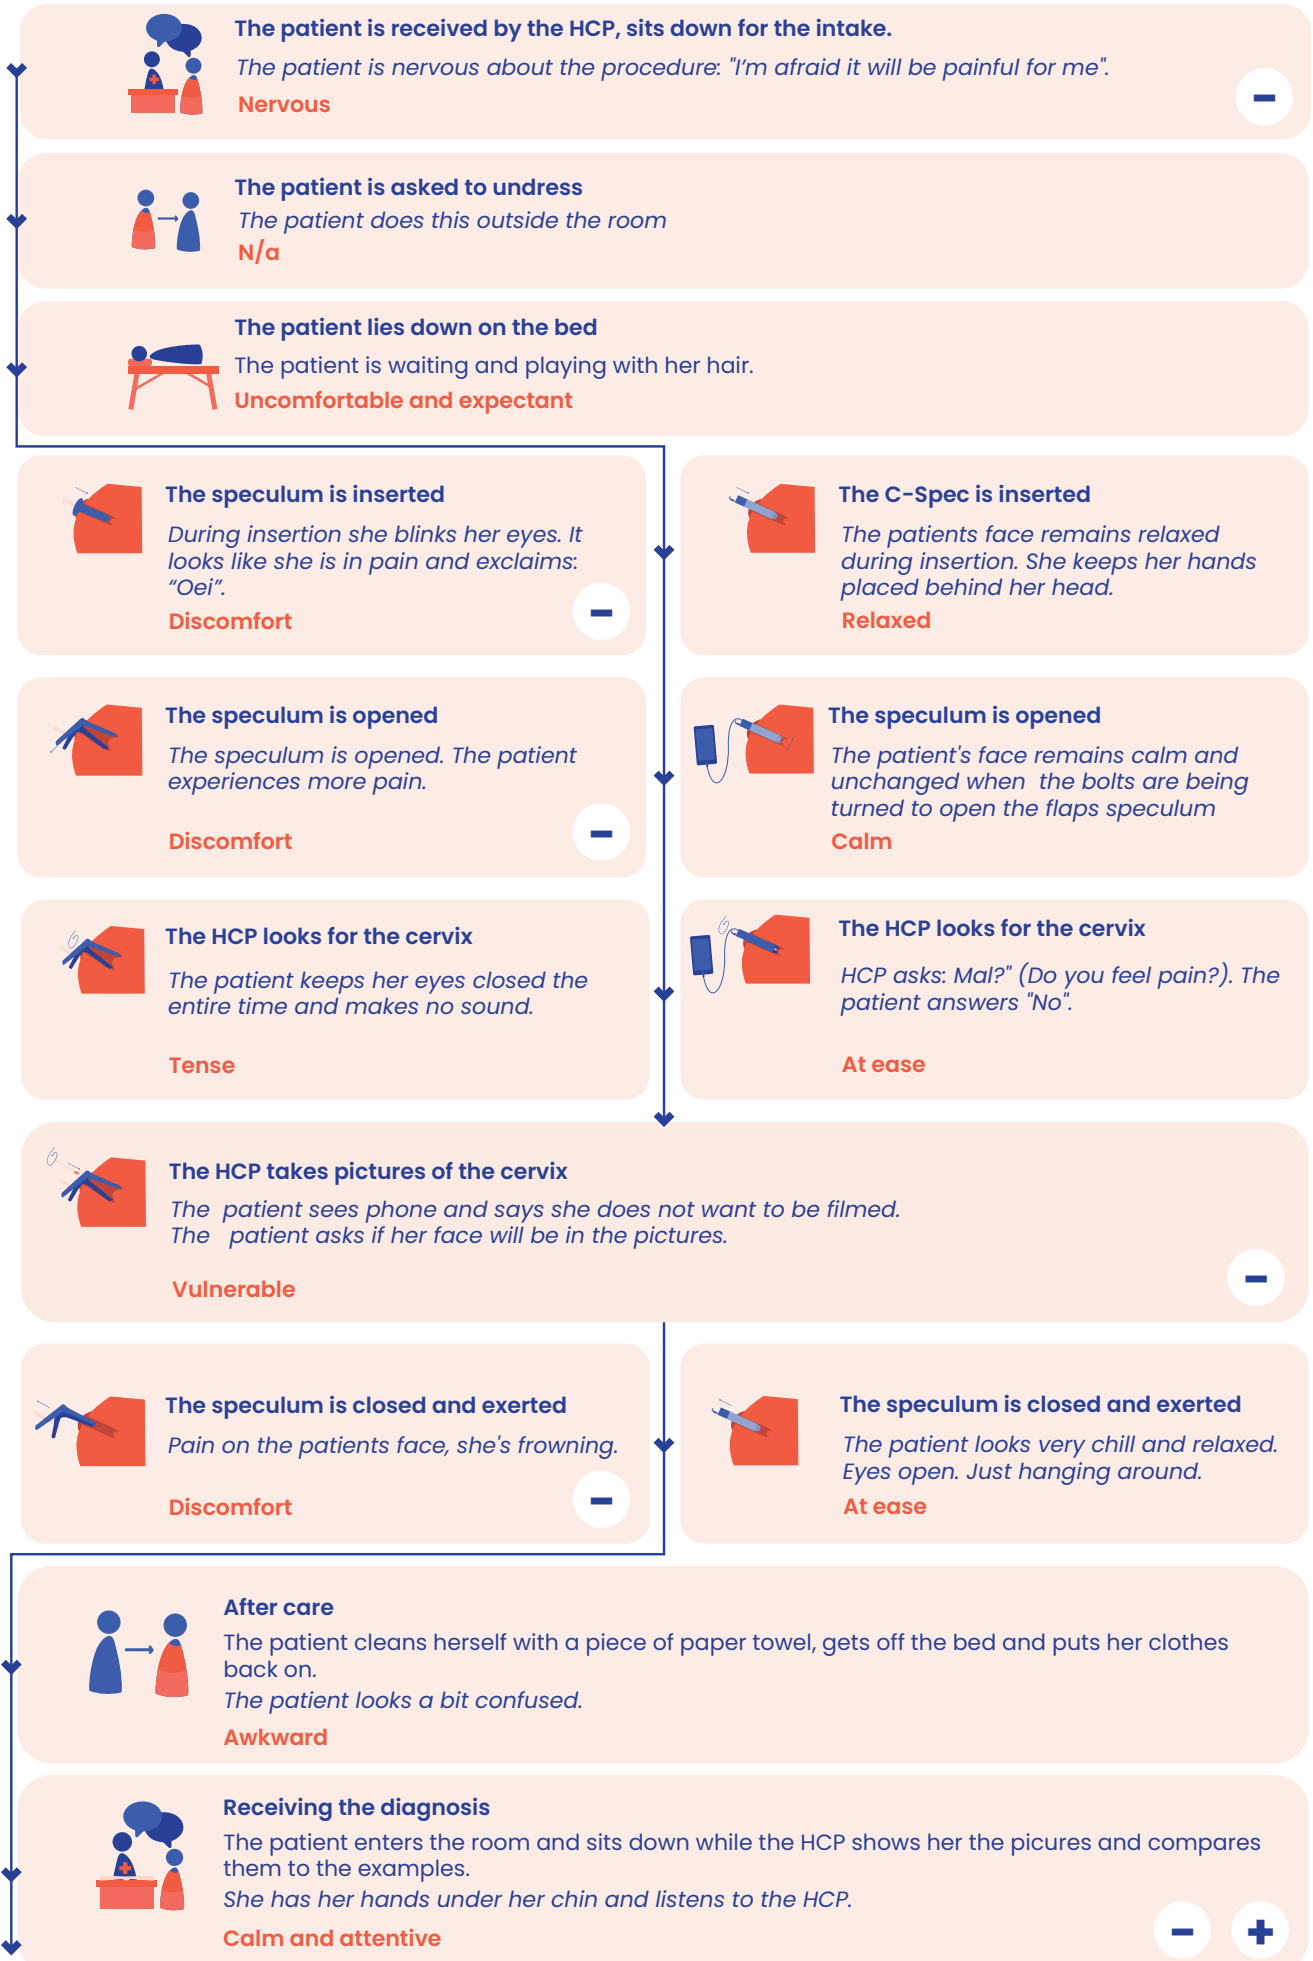 The patient is received by the HCP, sits down for the intake.
The patient is nervous about the procedure: "I'm afraid it will be painful for me".
Nervous
The patient is asked to undress
The patient does this outside the room
N/a
The patient lies down on the bed
The patient is waiting and playing with her hair.
Uncomfortable and expectant
The speculum is inserted
During insertion she blinks her eyes. It
looks like she is in pain and exclaims:
“Oei”.
Discomfort
The C-Spec is inserted
The patients face remains relaxed
during insertion. She keeps her hands
placed behind her head.
Relaxed
The speculum is opened
The speculum is opened. The patient
experiences more pain.
Discomfort
The speculum is opened
The patient's face remains calm and
unchanged when the bolts are being
turned to open the flaps speculum
Calm
The HCP looks for the cervix
The patient keeps her eyes closed the
entire time and makes no sound.
Tense
The HCP looks for the cervix
HCP asks: Mal?" (Do you feel pain?). The
patient answers "No".
At ease
The HCP takes pictures of the cervix
The patient sees phone and says she does not want to be filmed.
The patient asks if her face will be in the pictures.
Vulnerable
The speculum is closed and exerted
Pain on the patients face, she's frowning.
Discomfort
The speculum is closed and exerted
The patient looks very chill and relaxed.
Eyes open. Just hanging around.
At ease
After care
The patient cleans herself with a piece of paper towel, gets off the bed and puts her clothes
back on.
The patient looks a bit confused.
Awkward
Receiving the diagnosis
The patient enters the room and sits down while the HCP shows her the picures and compares
them to the examples.
She has her hands under her chin and listens to the HCP.
Calm and attentive